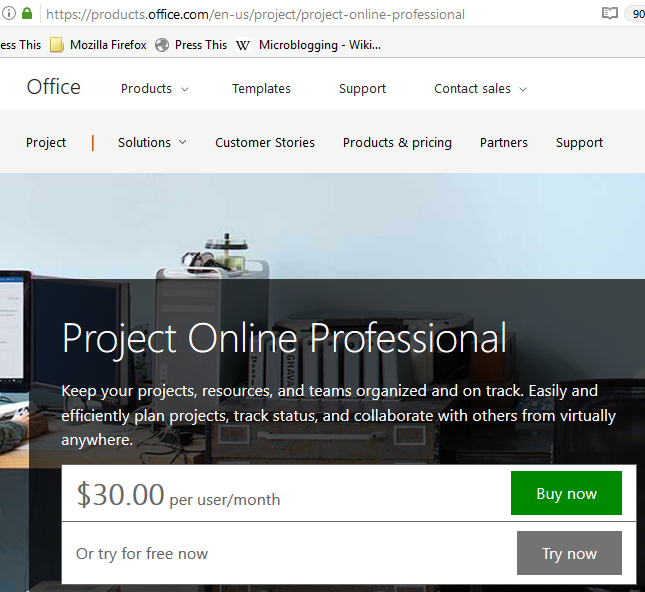 https://products.office.com/en-us/project/project-online-professional 90
ess This Mozilla Firefox Press This W Microblogging - Wiki...
Office Products Templates Support Contact sales
Project | Solutions Customer Stories Products & pricing Partners Support
Project Online Professional
Keep your projects, resources, and teams organized and on track. Easily and
efficiently plan projects, track status, and collaborate with others from virtually
anywhere.
$30.00 per user/month Buy now
Or try for free now Try now